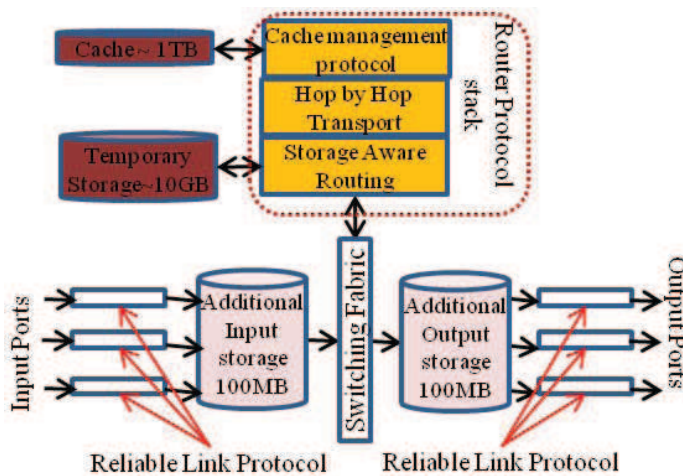 Cache~ 1TB
Cache management
protocol
Hop by Hop
Transport
Storage Aware
Routing
Router Protocol
stack
Temporary
Storage~10GB
Input Ports
Additional
Input
storage
100MB
Switching Fabric
Additional
Output
storage
100MB
Output
Ports
Reliable Link Protocol
Reliable Link Protocol